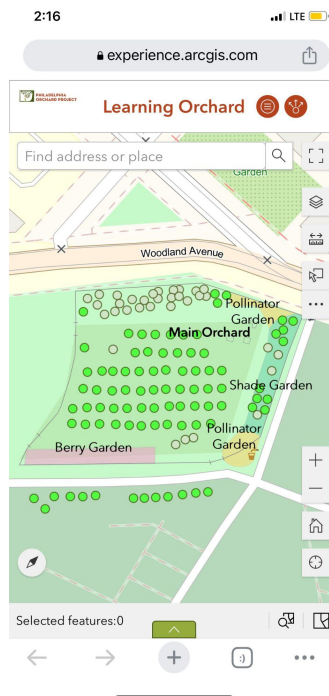 2:16
LTE
experience.arcgis.com
PHILADELPHIA
ORCHARD PROJECT
Learning Orchard
Find address or place
Garden
Woodland Avenue
Pollinator
Garden
Main Orchard
Shade Garden
Pollinator
Garden
Berry Garden
Selected features:0
:)